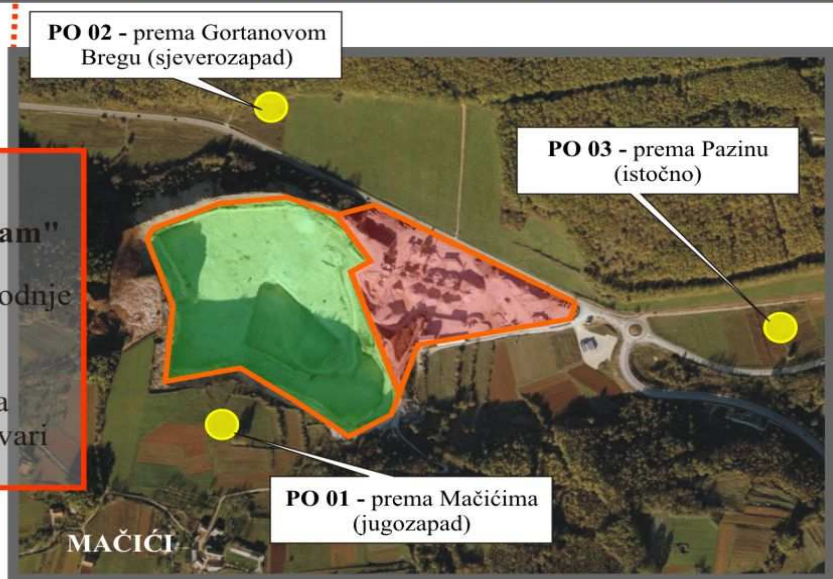 PO 02 - prema Gortanovom
Bregu (sjeverozapad)
PO 03 - prema Pazinu
(istočno)
PO 01 - prema Mačićima
(jugozapad)
MAČIĆI